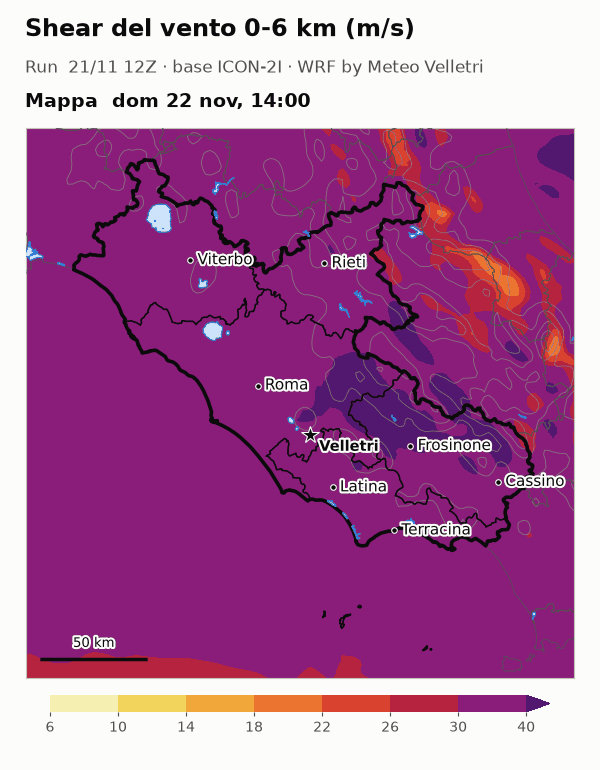 Shear del vento 0-6 km (m/s)
Run  21/11 12Z · base ICON-2I · WRF by Meteo Velletri
Mappa  dom 22 nov, 14:00
Viterbo
Rieti
Roma
Velletri
Frosinone
Cassino
Latina
Terracina
50 km
6 10 14 18 22 26 30 40